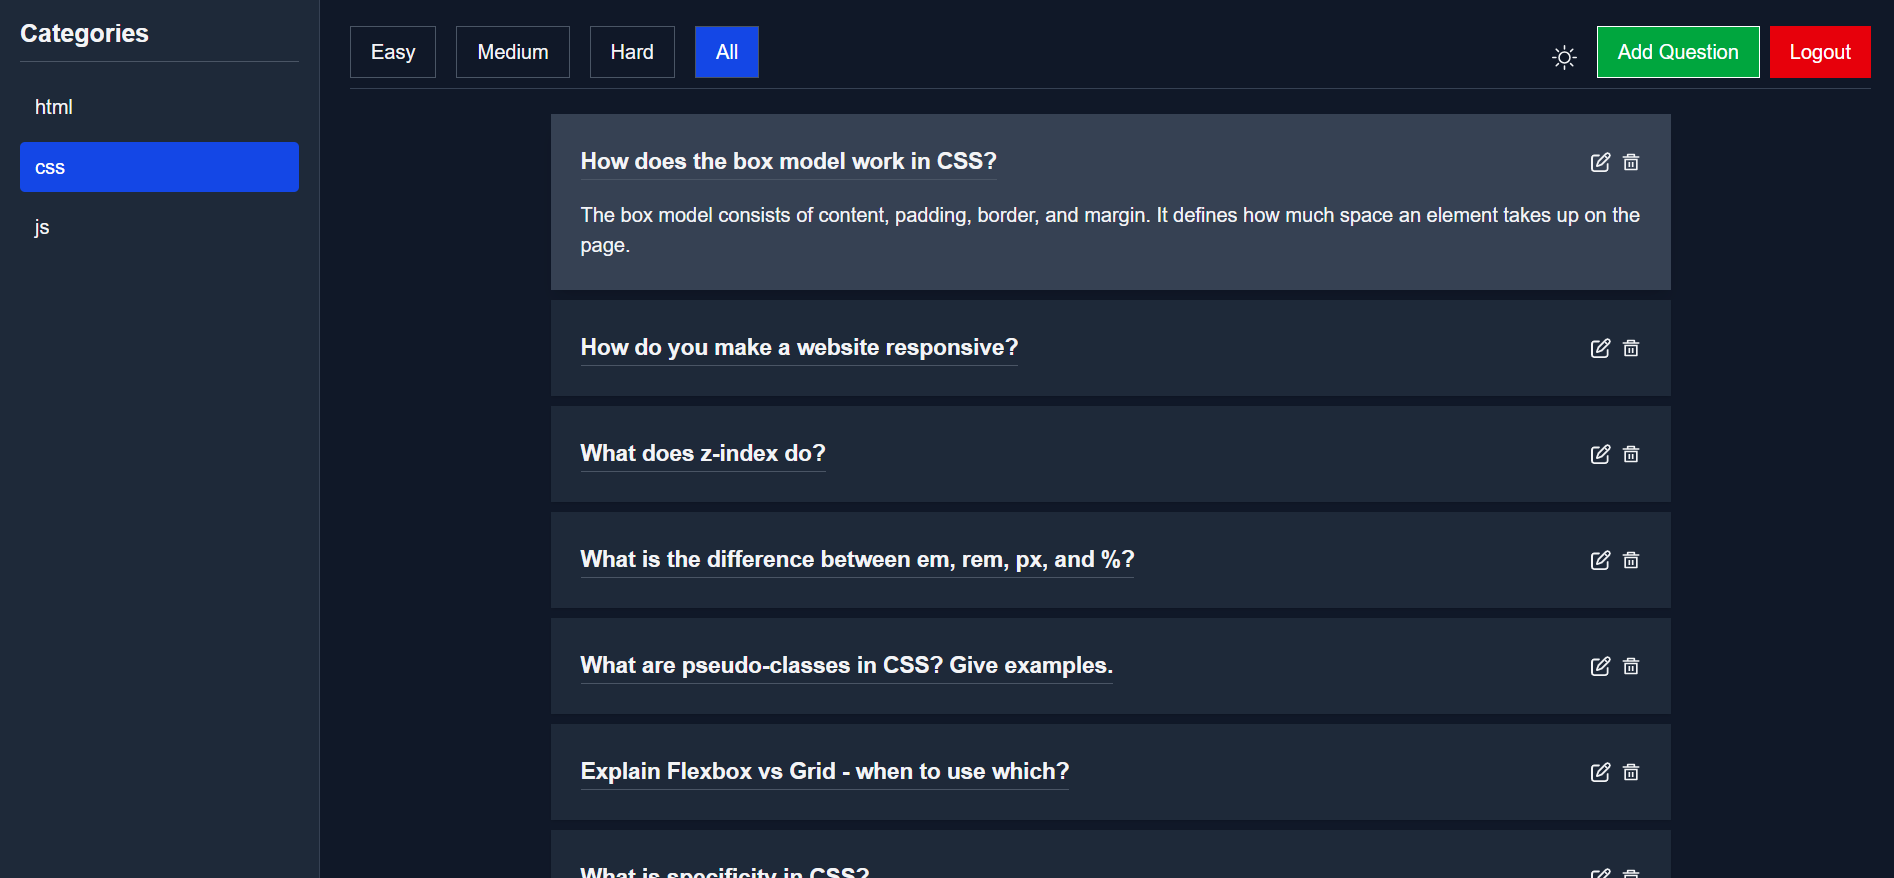 Categories
html
css
js
Easy
Medium
Hard
All
Add Question
Logout
How does the box model work in CSS?
The box model consists of content, padding, border, and margin. It defines how much space an element takes up on the
page.
How do you make a website responsive?
What does z-index do?
What is the difference between em, rem, px, and %?
What are pseudo-classes in CSS? Give examples.
Explain Flexbox vs Grid - when to use which?
What is specificity in CSS?